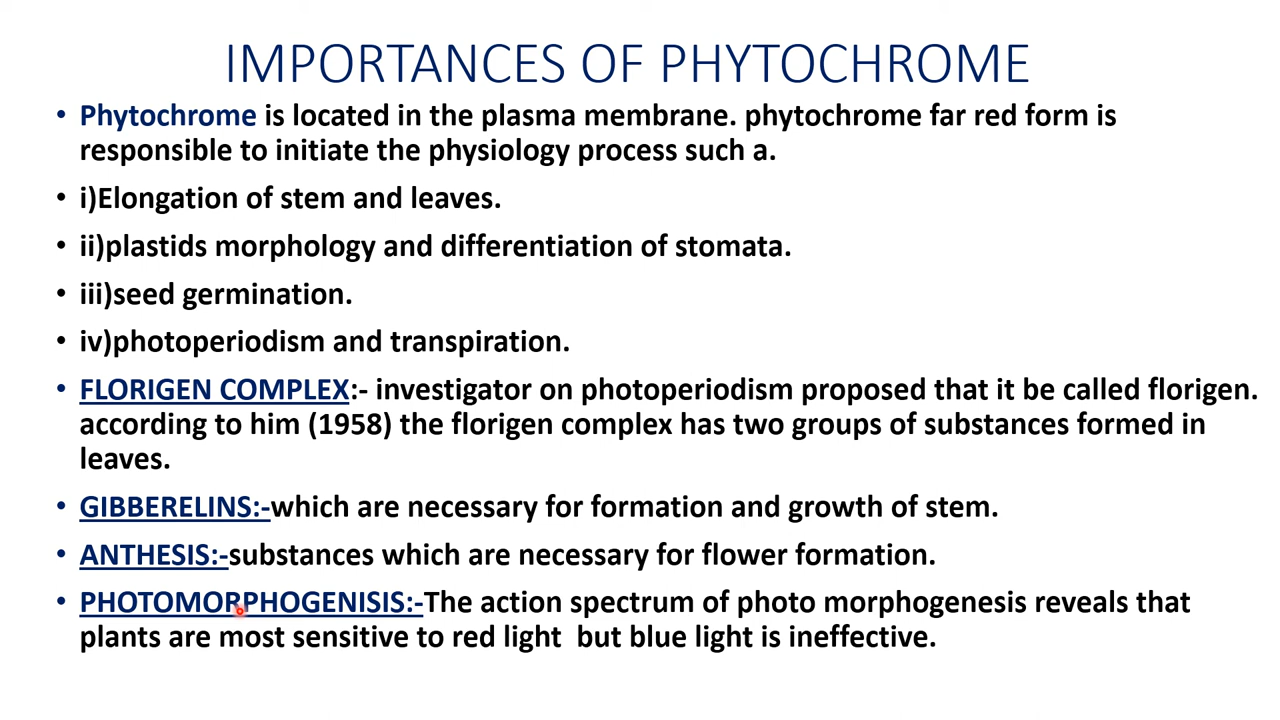 IMPORTANCES OF PHYTOCHROME
• Phytochrome is located in the plasma membrane. phytochrome far red form is
responsible to initiate the physiology process such a.
• i)Elongation of stem and leaves.
• ii)plastids morphology and differentiation of stomata.
• iii)seed germination.
• iv)photoperiodism and transpiration.
• FLORIGEN COMPLEX:- investigator on photoperiodism proposed that it be called florigen.
according to him (1958) the florigen complex has two groups of substances formed in
leaves.
• GIBBERELINS:-which are necessary for formation and growth of stem.
• ANTHESIS:-substances which are necessary for flower formation.
• PHOTOMORPHOGENISIS:-The action spectrum of photo morphogenesis reveals that
plants are most sensitive to red light  but blue light is ineffective.